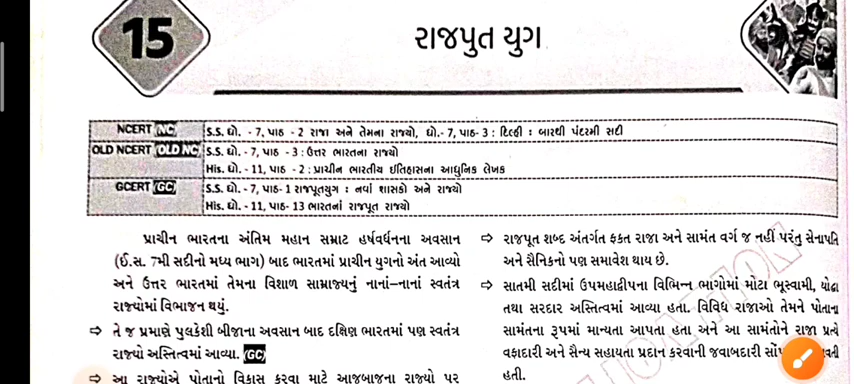 15
રાજપુત યુગ
NCERT (NC) S.S. ધો. - 7, પાઠ - 2 રાજા અને તેમના રાજ્યો, ધો.- 7, પાઠ- 3 : દિલ્હી : બારથી પંદરમી સદી
OLD NCERT (OLD NC) S.S. ધો. - 7, પાઠ - 3 : ઉત્તર ભારતના રાજ્યો
His. ધો. - 11, પાઠ - 2 : પ્રાચીન ભારતીય ઈતિહાસના આધુનિક લેખક
GCERT (GC) S.S. ધો. - 7, પાઠ- 1 રાજપૂતયુગ : નવાં શાસકો અને રાજ્યો
His. ધો. - 11, પાઠ- 13 ભારતનાં રાજપૂત રાજ્યો
પ્રાચીન ભારતના અંતિમ મહાન સમ્રાટ હર્ષવર્ધનના અવસાન
(ઈ.સ. 7મી સદીનો મધ્ય ભાગ) બાદ ભારતમાં પ્રાચીન યુગનો અંત આવ્યો
અને ઉત્તર ભારતમાં તેમના વિશાળ સામ્રાજ્યનું નાનાં-નાનાં સ્વતંત્ર
રાજ્યોમાં વિભાજન થયું.
⇨ તે જ પ્રમાણે પુલકેશી બીજાના અવસાન બાદ દક્ષિણ ભારતમાં પણ સ્વતંત્ર
રાજ્યો અસ્તિત્વમાં આવ્યા. (GC)
⇨ આ રાજ્યોએ પોતાનો વિકાસ કરવા માટે આજબાજના રાજ્યો પર
⇨ રાજપૂત શબ્દ અંતર્ગત ફક્ત રાજા અને સામંત વર્ગ જ નહીં પરંતુ સેનાપતિ
અને સૈનિકનો પણ સમાવેશ થાય છે.
⇨ સાતમી સદીમાં ઉપમહાદ્વીપના વિભિન્ન ભાગોમાં મોટા ભૂસ્વામી, યોદ્ધા
તથા સરદાર અસ્તિત્વમાં આવ્યા હતા. વિવિધ રાજાઓ તેમને પોતાના
સામંતના રૂપમાં માન્યતા આપતા હતા અને આ સામંતોને રાજા પ્રત્યે
વફાદારી અને સૈન્ય સહાયતા પ્રદાન કરવાની જવાબદારી
હતી.